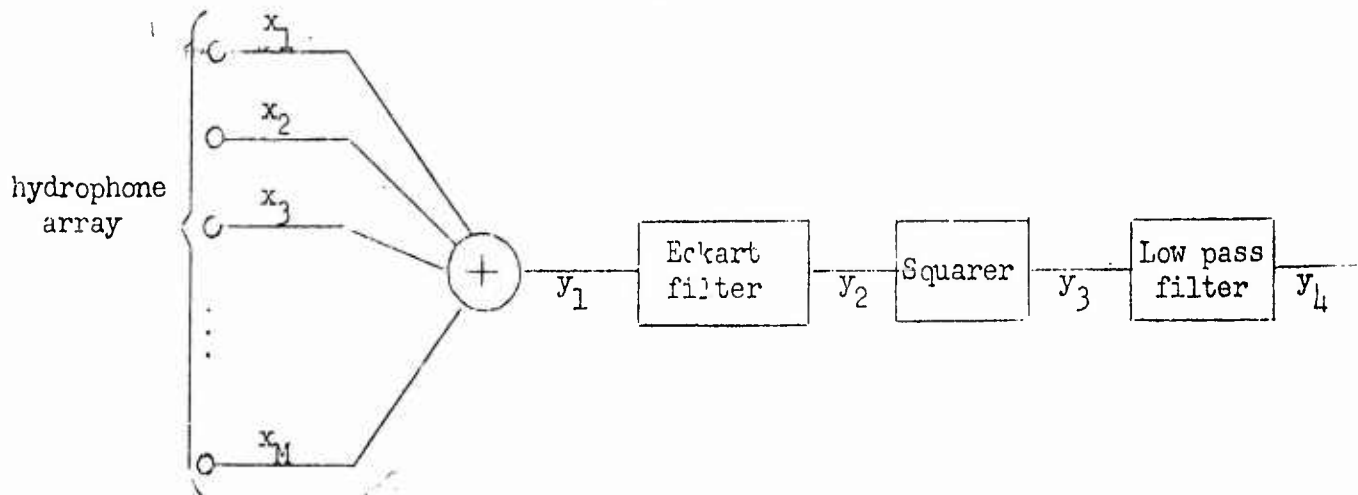 x1
x2
hydrophone
array
x3
+
y1
Eckart
filter
y2
Squarer
y3
Low pass
filter
y4
xM